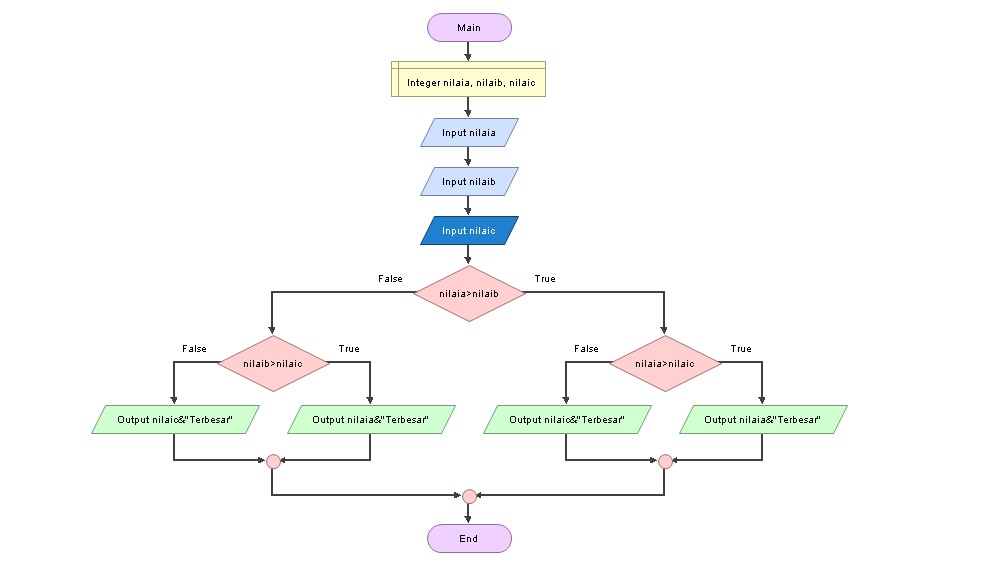 Main
Integer nilaia, nilaib, nilaic
Input nilaia
Input nilaib
Input nilaic
False
True
nilaia>nilaib
False
True
False
True
nilaib>nilaic
nilaia>nilaic
Output nilaic&"Terbesar"
Output nilaia&"Terbesar"
Output nilaic&"Terbesar"
Output nilaia&"Terbesar"
End